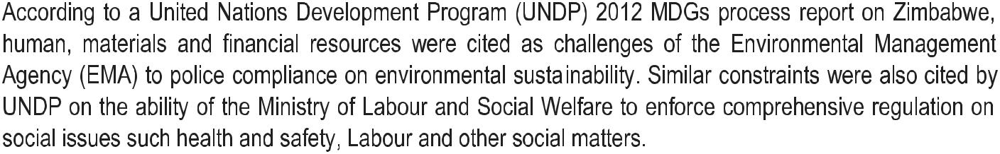 According to a United Nations Development Program (UNDP) 2012 MDGs process report on Zimbabwe,
human, materials and financial resources were cited as challenges of the Environmental Management
Agency (EMA) to police compliance on environmental sustainability. Similar constraints were also cited by
UNDP on the ability of the Ministry of Labour and Social Welfare to enforce comprehensive regulation on
social issues such health and safety, Labour and other social matters.